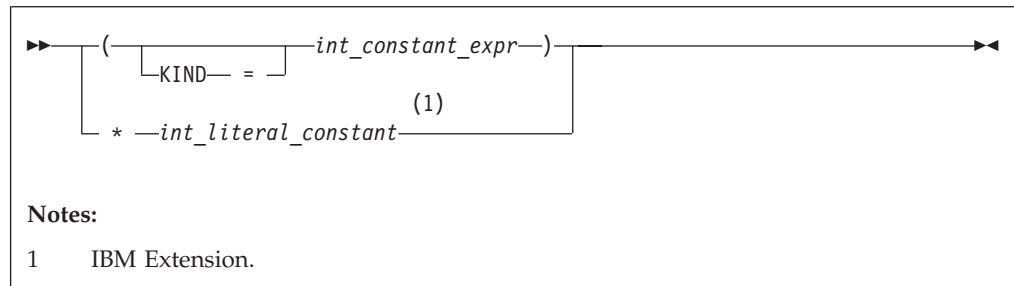 ►►─(─KIND─ = ─int_constant_expr─)─►◄
(1)
* ─int_literal_constant─
Notes:
1 IBM Extension.